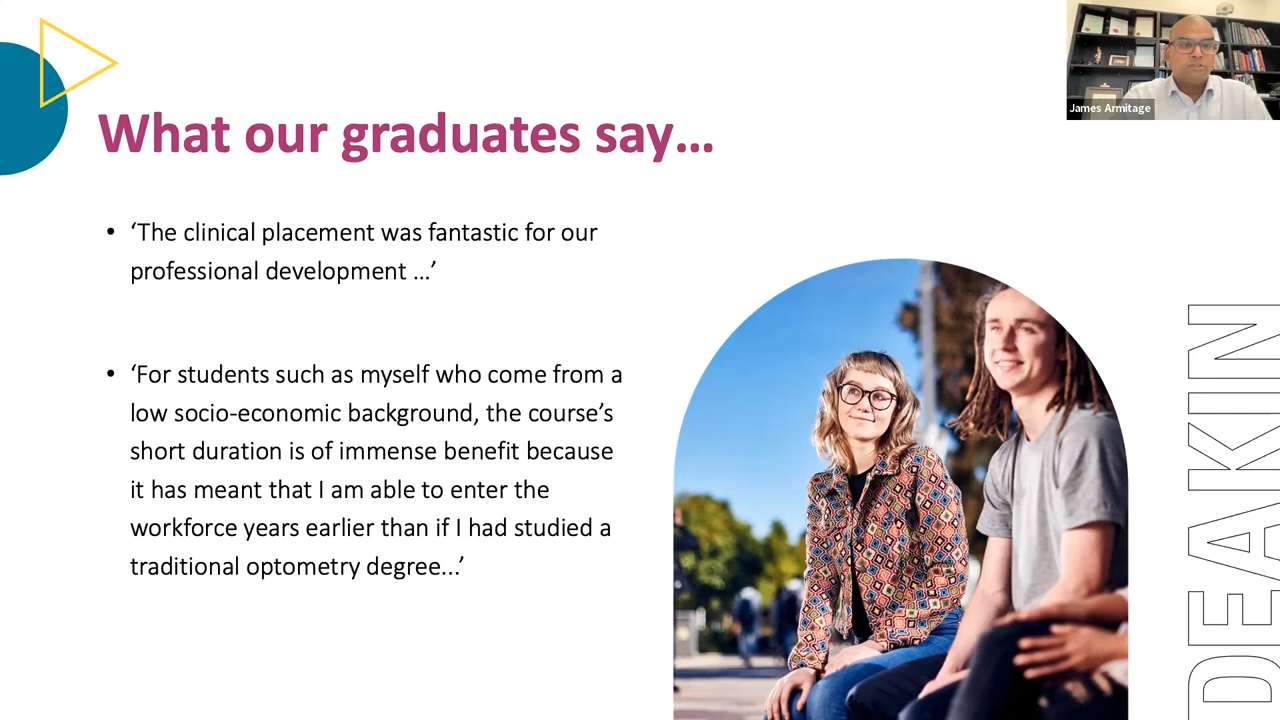 James Armitage
What our graduates say...
• ‘The clinical placement was fantastic for our
professional development ...’
• ‘For students such as myself who come from a
low socio-economic background, the course’s
short duration is of immense benefit because
it has meant that I am able to enter the
workforce years earlier than if I had studied a
traditional optometry degree...’
DEAKIN